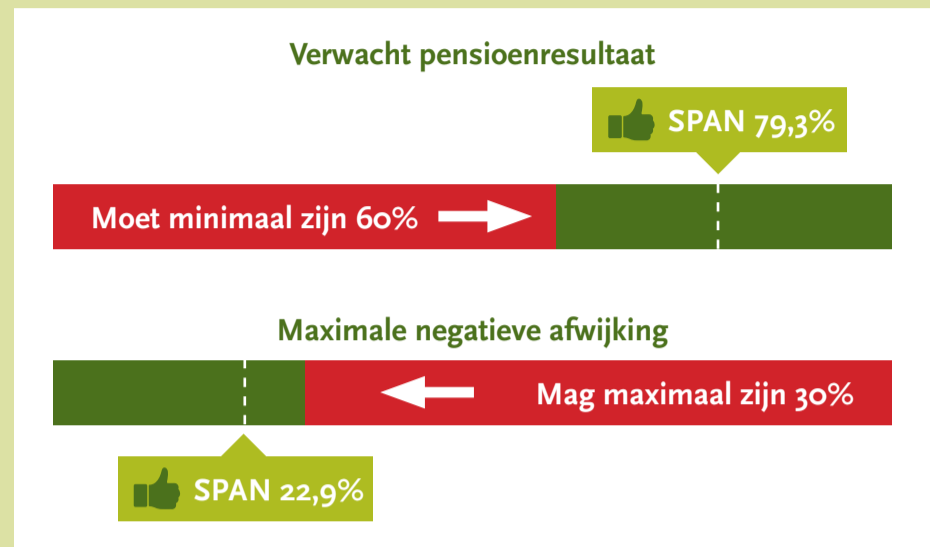 Verwacht pensioenresultaat
SPAN 79,3%
Moet minimaal zijn 60%
Maximale negatieve afwijking
Mag maximaal zijn 30%
SPAN 22,9%